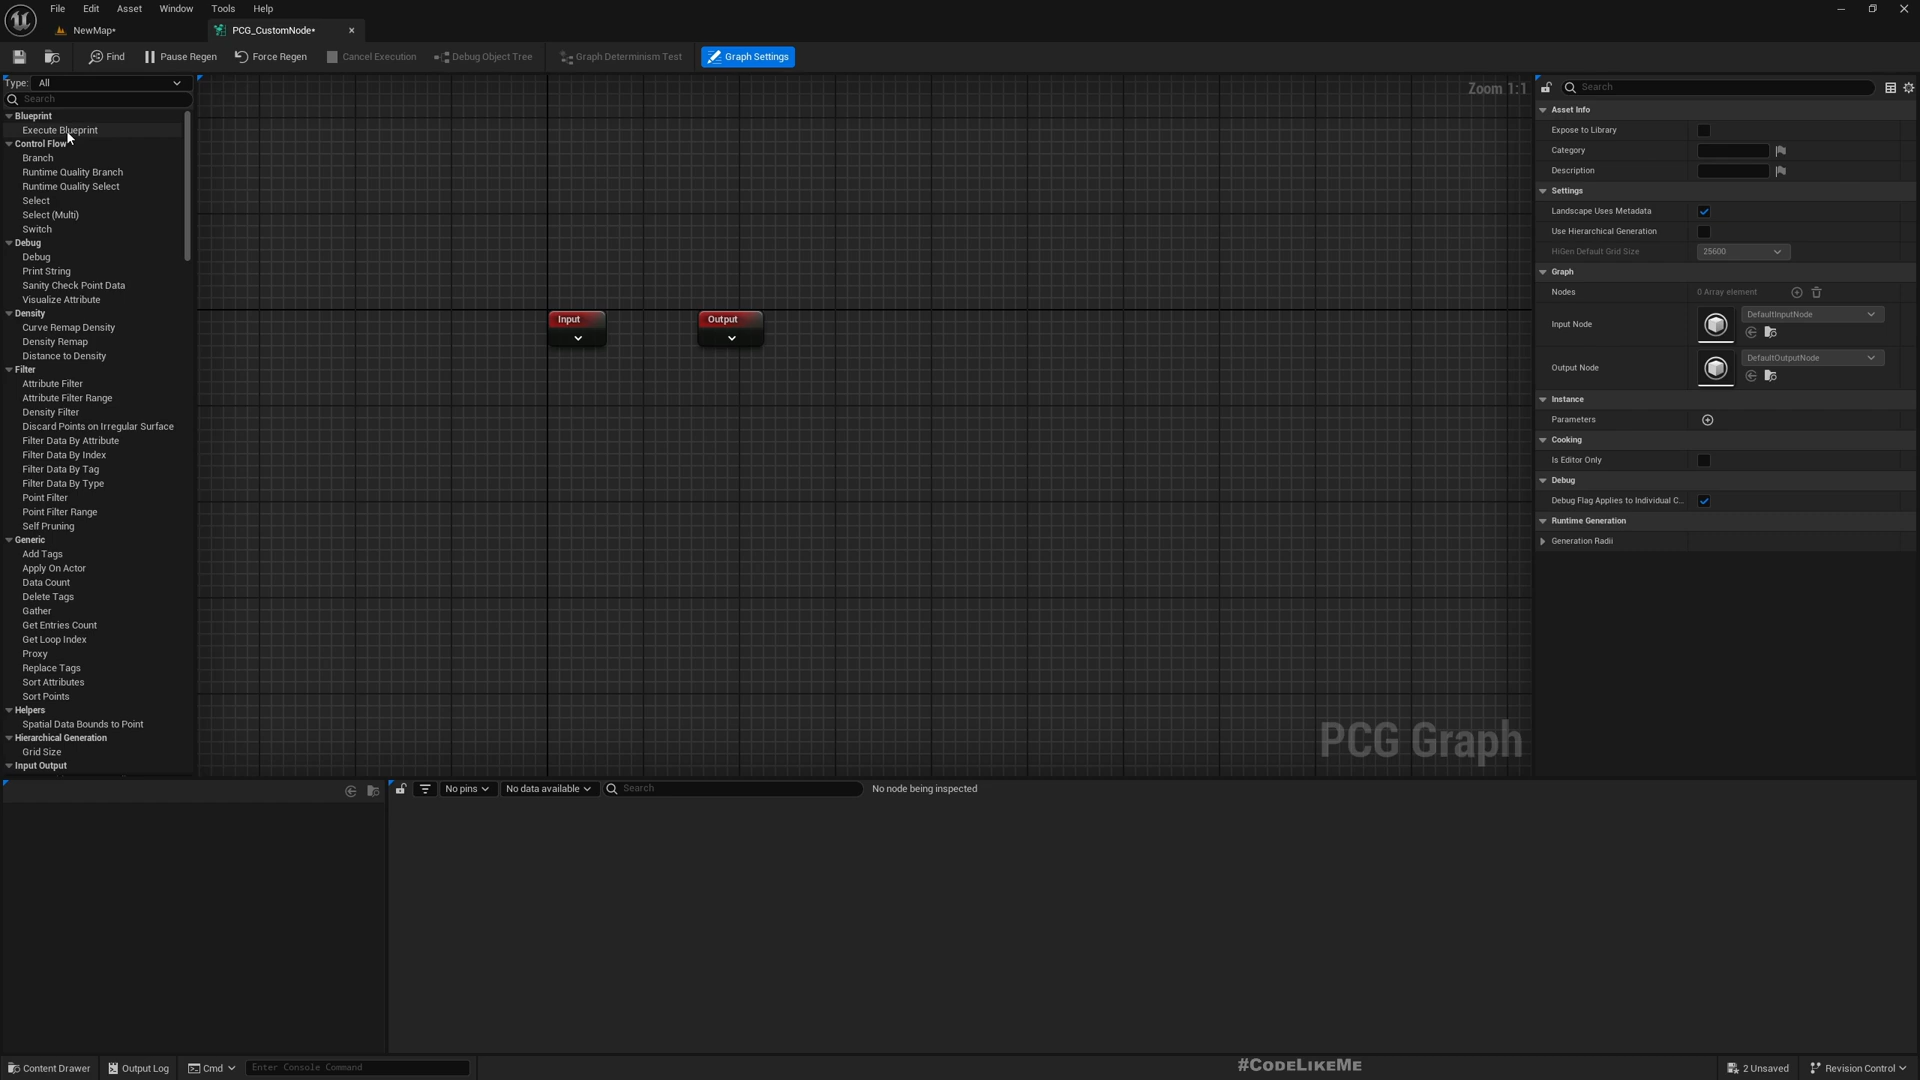 File Edit Asset Window Tools Help
NewMap* PCG_CustomNode*
Find Pause Regen Force Regen Cancel Execution Debug Object Tree Graph Determinism Test Graph Settings
Type: All
Search
Blueprint
Execute Blueprint
Control Flow
Branch
Runtime Quality Branch
Runtime Quality Select
Select
Select (Multi)
Switch
Debug
Debug
Print String
Sanity Check Point Data
Visualize Attribute
Density
Curve Remap Density
Density Remap
Distance to Density
Filter
Attribute Filter
Attribute Filter Range
Density Filter
Discard Points on Irregular Surface
Filter Data By Attribute
Filter Data By Index
Filter Data By Tag
Filter Data By Type
Point Filter
Point Filter Range
Self Pruning
Generic
Add Tags
Apply On Actor
Data Count
Delete Tags
Gather
Get Entries Count
Get Loop Index
Proxy
Replace Tags
Sort Attributes
Sort Points
Helpers
Spatial Data Bounds to Point
Hierarchical Generation
Grid Size
Input Output
Zoom 1:1
Input Output
PCG Graph
Search
Asset Info
Expose to Library
Category
Description
Settings
Landscape Uses Metadata
Use Hierarchical Generation
HiGen Default Grid Size 25600
Graph
Nodes 0 Array element
Input Node DefaultInputNode
Output Node DefaultOutputNode
Instance
Parameters
Cooking
Is Editor Only
Debug
Debug Flag Applies to Individual C...
Runtime Generation
Generation Radii
No pins No data available Search No node being inspected
Content Drawer Output Log Cmd Enter Console Command #CodeLikeMe 2 Unsaved Revision Control